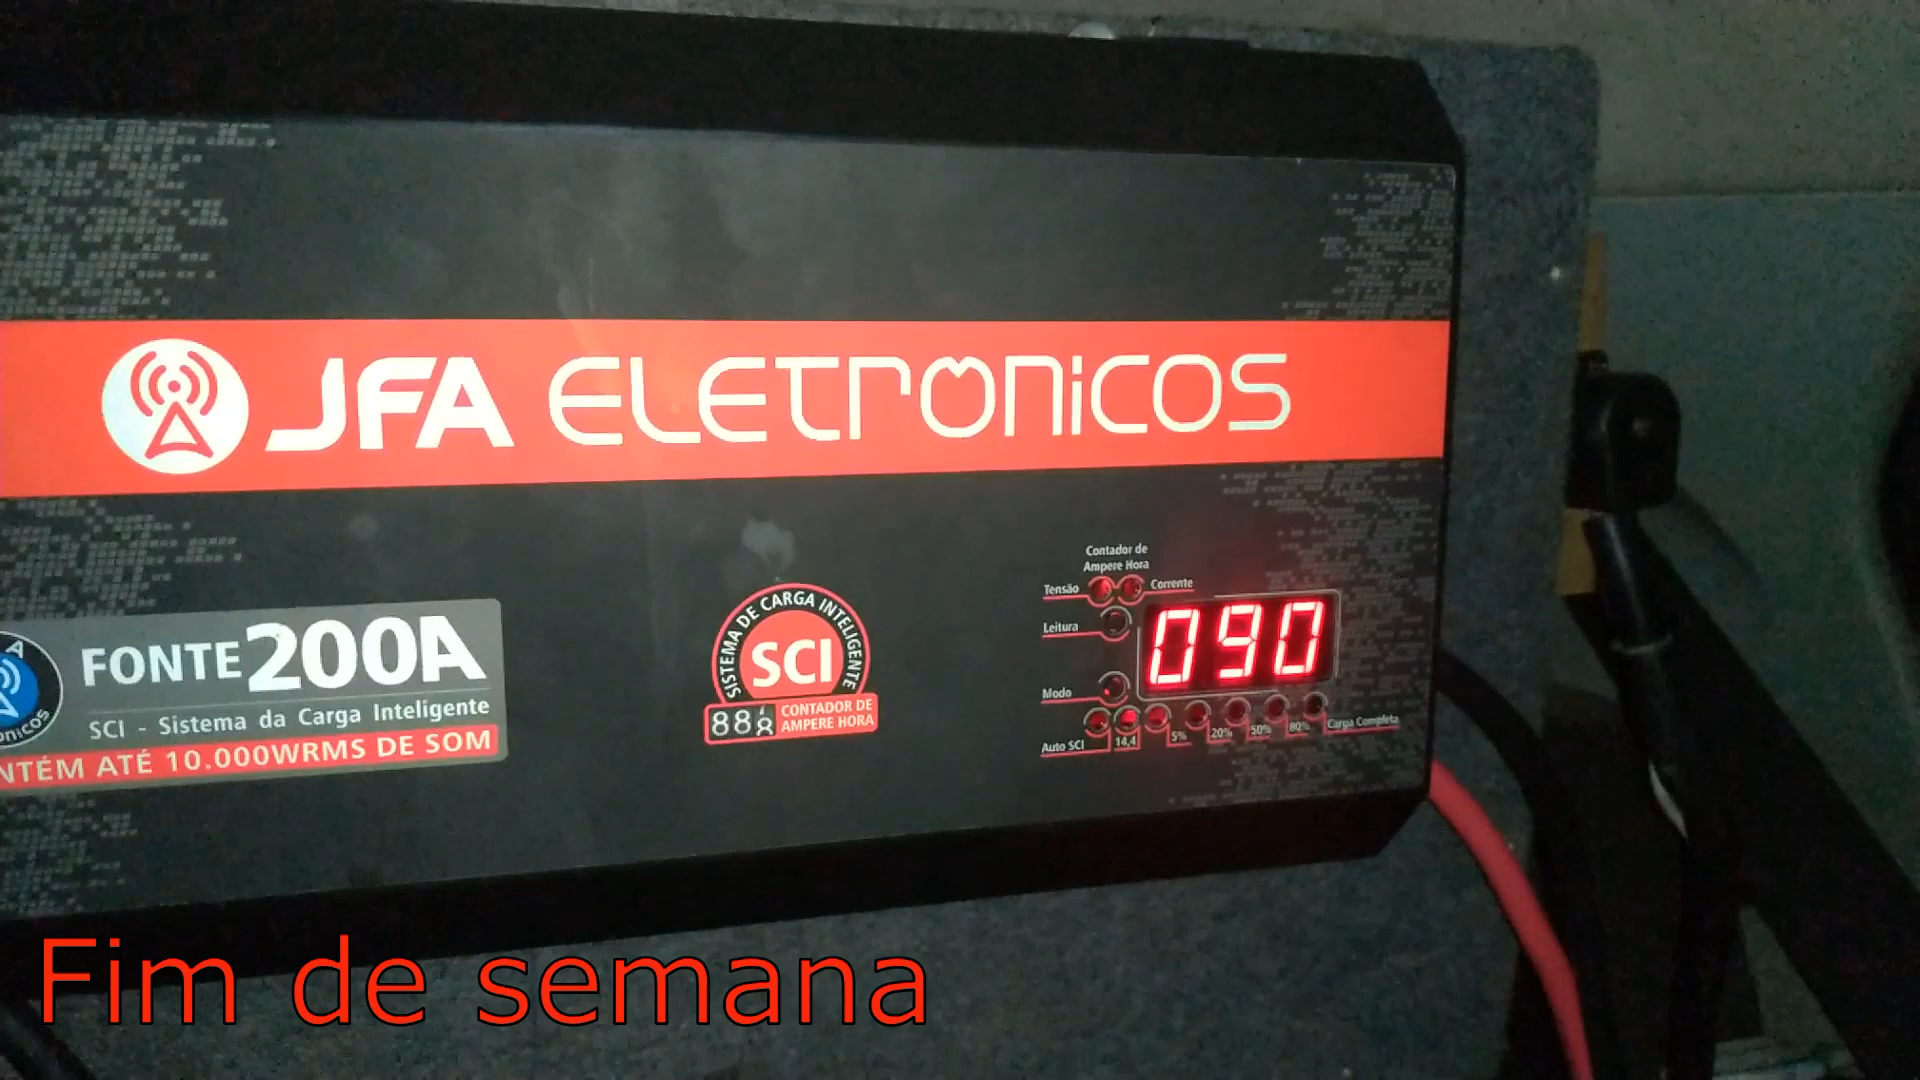 JFA ELETRONICOS
FONTE 200A
SCI - Sistema da Carga Inteligente
NTÉM ATÉ 10.000WRMS DE SOM
SISTEMA DE CARGA INTELIGENTE
SCI
888 CONTADOR DE
AMPERE HORA
Contador de
Ampere Hora
Tensão
Corrente
Leitura
090
Modo
Auto SCI
14,4
5%
20%
50%
80%
Carga Completa
Fim de semana